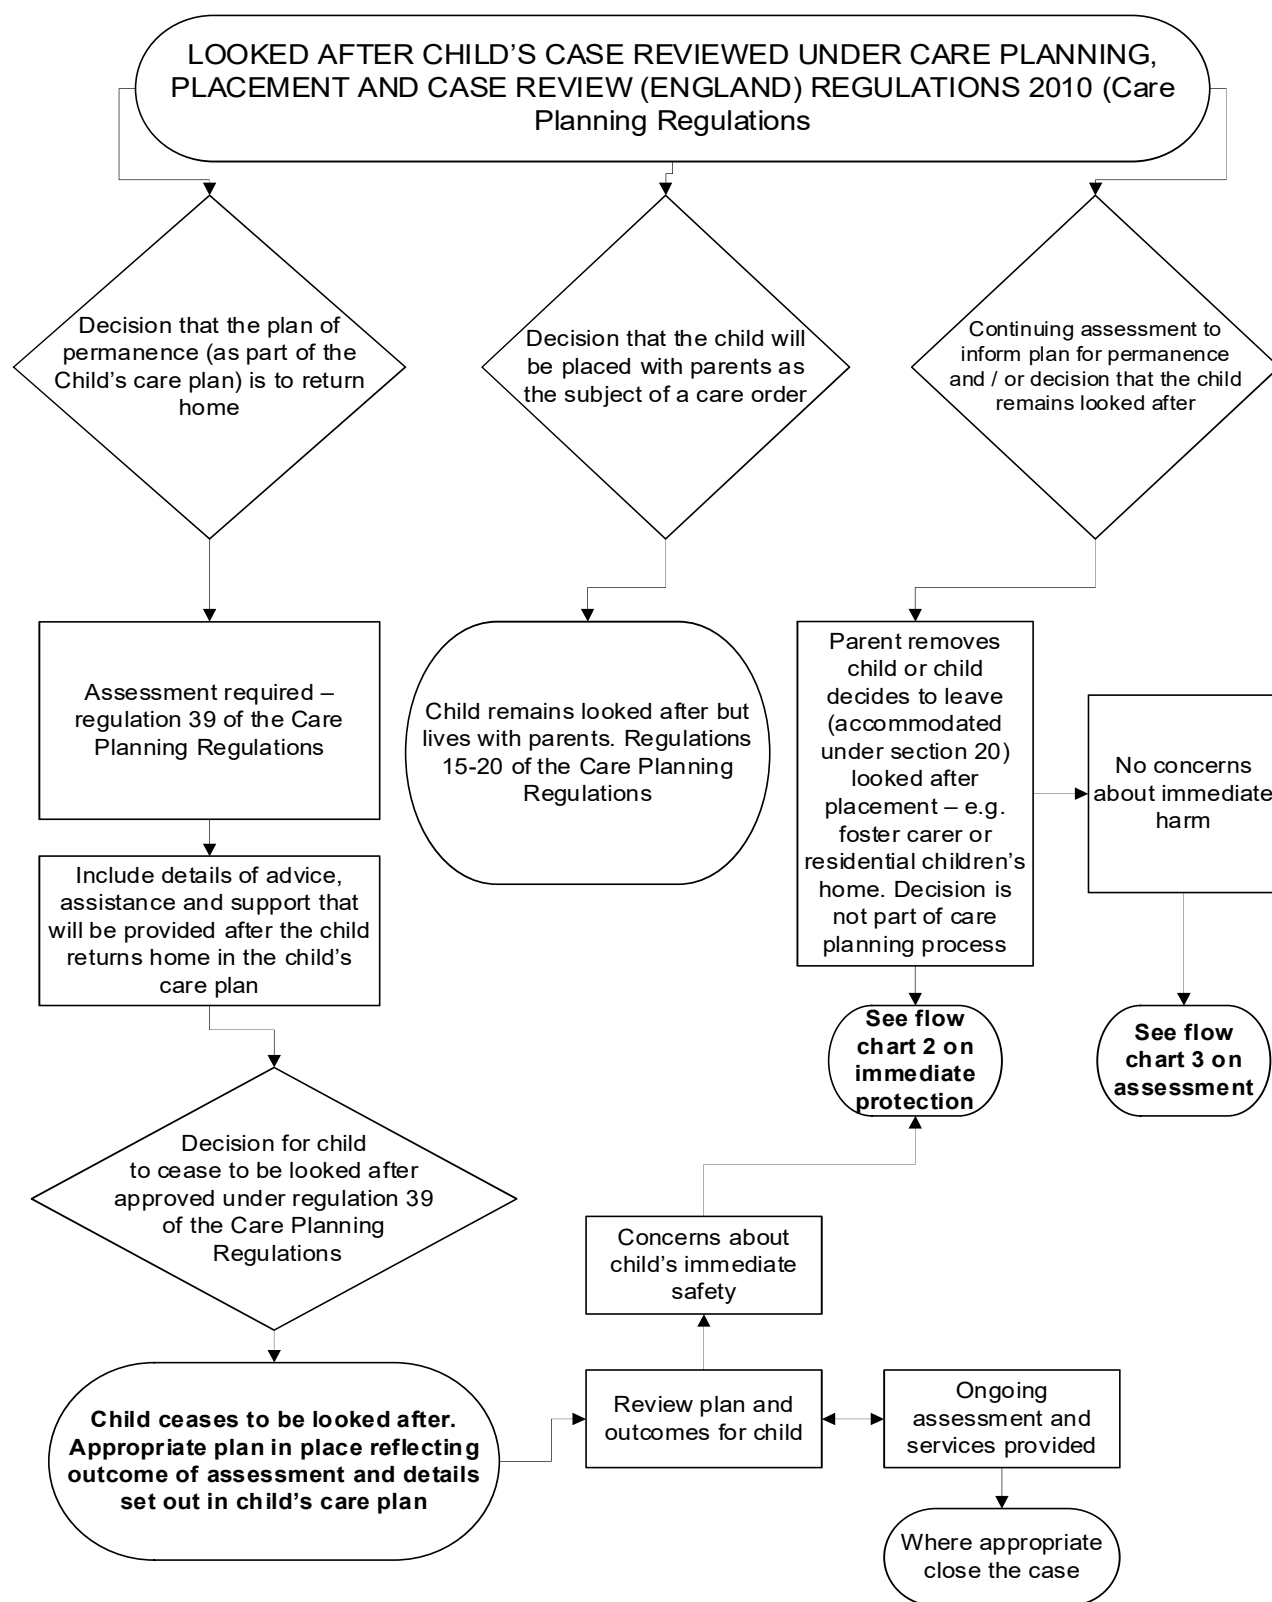 LOOKED AFTER CHILD’S CASE REVIEWED UNDER CARE PLANNING,
PLACEMENT AND CASE REVIEW (ENGLAND) REGULATIONS 2010 (Care
Planning Regulations
Decision that the plan of
permanence (as part of the
Child’s care plan) is to return
home
Decision that the child will
be placed with parents as
the subject of a care order
Continuing assessment to
inform plan for permanence
and / or decision that the child
remains looked after
Assessment required –
regulation 39 of the Care
Planning Regulations
Child remains looked after but
lives with parents. Regulations
15-20 of the Care Planning
Regulations
Parent removes
child or child
decides to leave
(accommodated
under section 20)
looked after
placement – e.g.
foster carer or
residential children’s
home. Decision is
not part of care
planning process
No concerns
about immediate
harm
Include details of advice,
assistance and support that
will be provided after the child
returns home in the child’s
care plan
See flow
chart 2 on
immediate
protection
See flow
chart 3 on
assessment
Decision for child
to cease to be looked after
approved under regulation 39
of the Care Planning
Regulations
Concerns about
child’s immediate
safety
Child ceases to be looked after.
Appropriate plan in place reflecting
outcome of assessment and details
set out in child’s care plan
Review plan and
outcomes for child
Ongoing
assessment and
services provided
Where appropriate
close the case